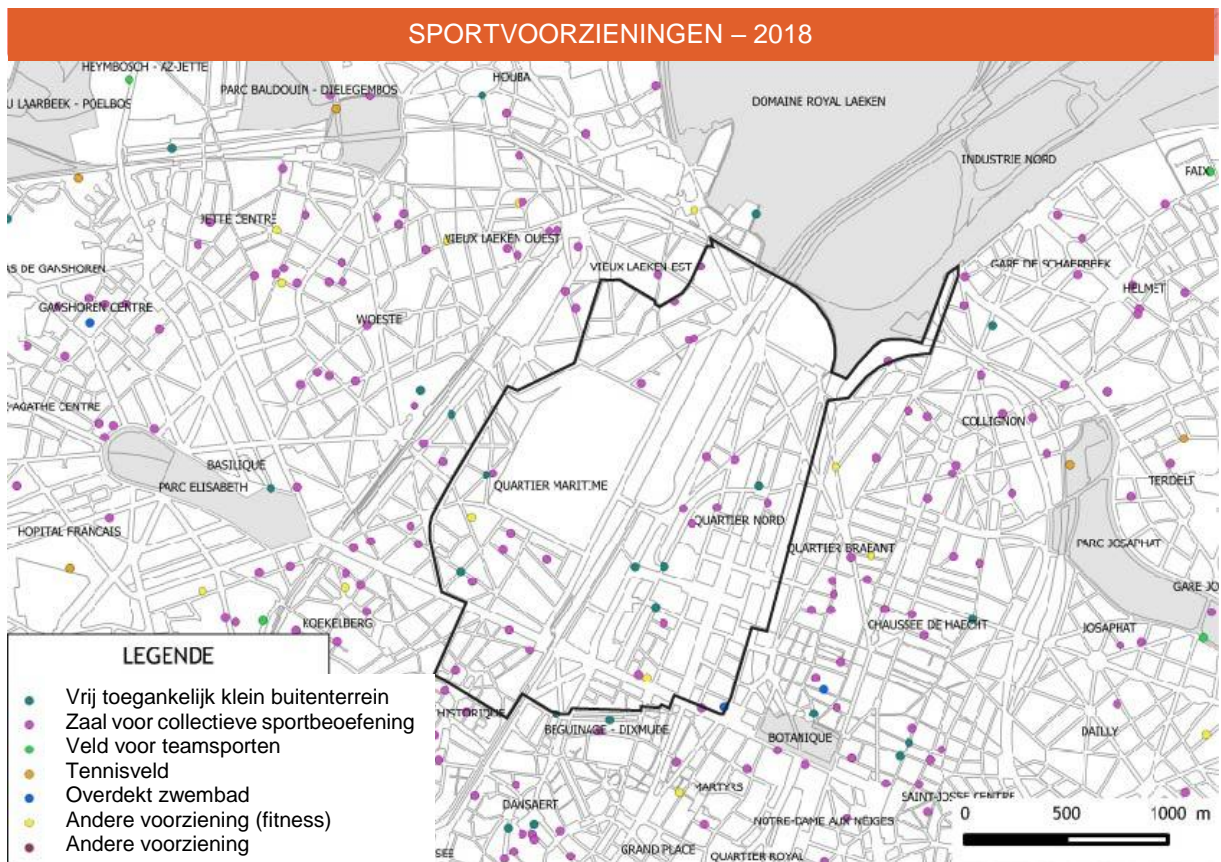 SPORTVOORZIENINGEN – 2018
HEYMBOSCH - AZ-JETTE
PARC BAUDOUIN - DIELEGEMBOS
HOUBA
LAARBEEK - POELBOS
DOMAINE ROYAL LAEKEN
INDUSTRIE NORD
FAIX
JETTE CENTRE
VIEUX LAEKEN OUEST
VIEUX LAEKEN EST
GARE DE SCHAERBEEK
AS DE GANSHOREN
HELMET
GANSHOREN CENTRE
WOESTE
AGATHE CENTRE
COLLIGNON
BASILIQUE
PARC ELISABETH
QUARTIER MARITIME
TERDELT
HOPITAL FRANCAIS
QUARTIER NORD
QUARTIER BRABANT
PARC JOSAPHAT
GARE JO
KOEKELBERG
CHAUSSEE DE HAECHT
JOSAPHAT
LEGENDE
Vrij toegankelijk klein buitenterrein
Zaal voor collectieve sportbeoefening
Veld voor teamsporten
Tennisveld
Overdekt zwembad
Andere voorziening (fitness)
Andere voorziening
HISTORIQUE
BEGUINAGE - DIXMUDE
BOTANIQUE
DAILLY
MARTYRS
SAINT-JOSSE CENTRE
DANSAERT
NOTRE-DAME AUX NEIGES
SEE
GRAND PLACE
QUARTIER ROYAL
0 500 1000 m